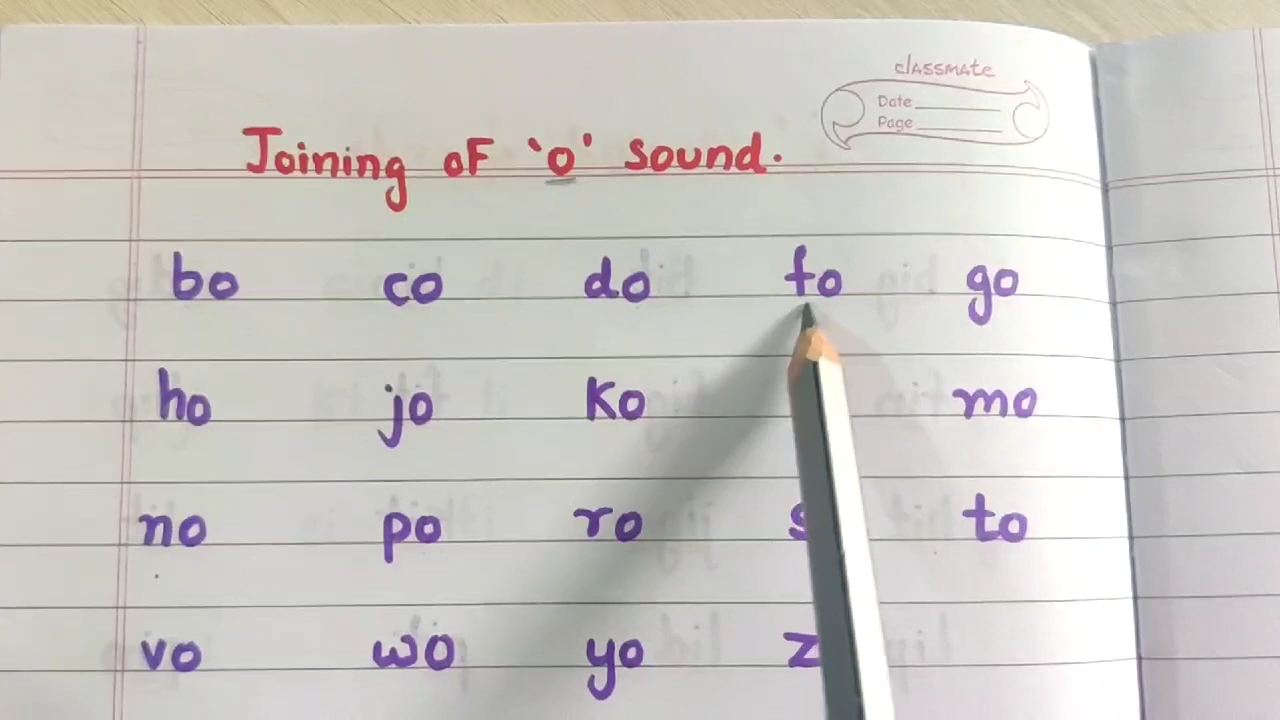 classmate
Date
Page
Joining of 'o' sound.
bo co do fo go
ho jo ko mo
no po ro to
vo wo yo